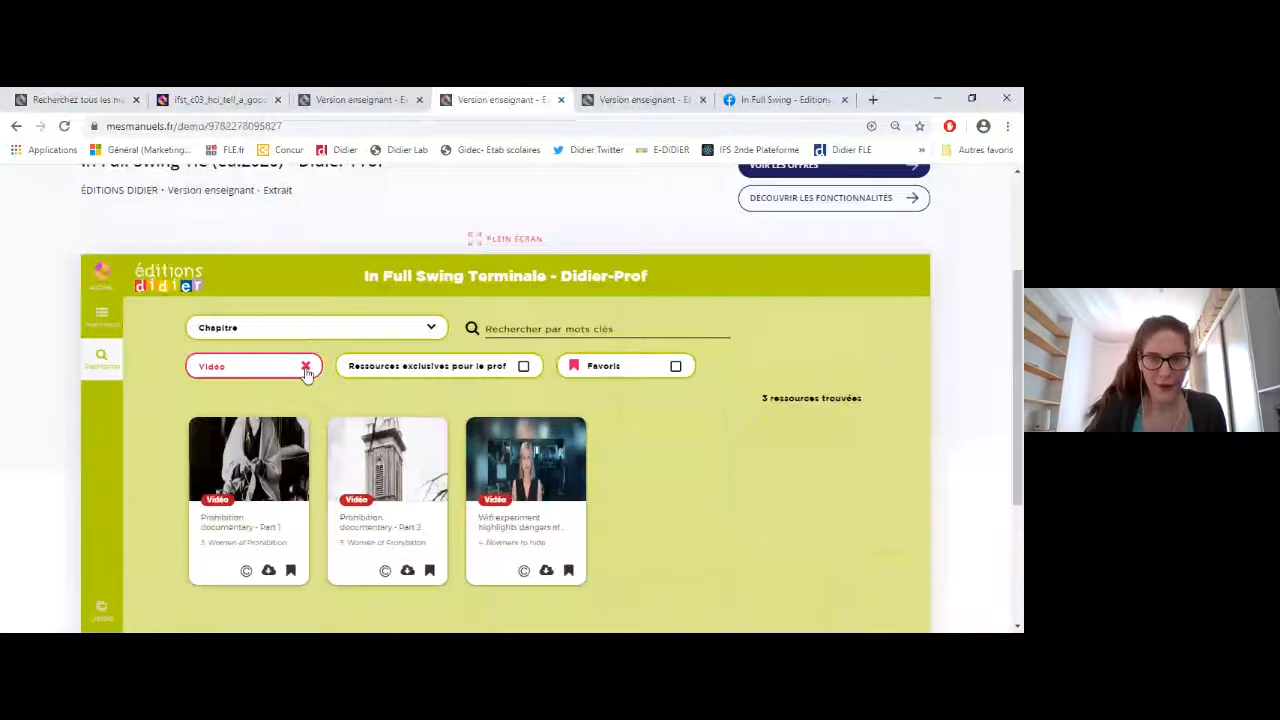 Recherchez tous les m
ifst_c03_hci_tell_a_goo
Version enseignant - E
Version enseignant - E
Version enseignant - E
In Full Swing - Editions
mesmanuels.fr/demo/9782278095827
Applications
Général (Marketing...
FLE.fr
Concur
Didier
Didier Lab
Gidec- Etab scolaires
Didier Twitter
E-DIDIER
IFS 2nde Plateforme
Didier FLE
»
Autres favoris
VOIR LES OFFRES
ÉDITIONS DIDIER • Version enseignant - Extrait
DÉCOUVRIR LES FONCTIONNALITÉS
PLEIN ÉCRAN
éditions
didier
In Full Swing Terminale - Didier-Prof
Chapitre
Rechercher par mots clés
Vidéo
Ressources exclusives pour le prof
Favoris
3 ressources trouvées
Vidéo
Prohibition
documentary - Part 1
3. Women of Prohibition
Vidéo
Prohibition
documentary - Part 2
3. Women of Prohibition
Vidéo
Wifi experiment
highlights dangers of...
4. Nowhere to hide